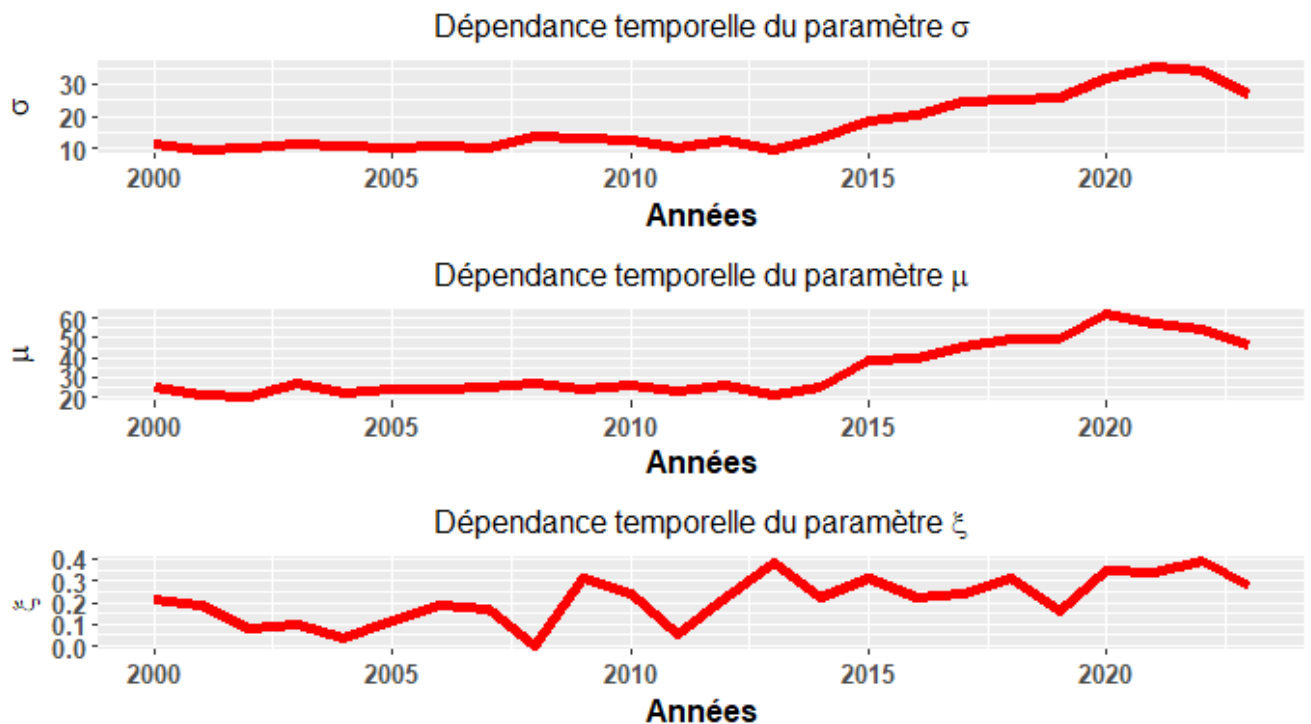 Dépendance temporelle du paramètre σ
σ
30
20
10
2000 2005 2010 2015 2020
Années
Dépendance temporelle du paramètre μ
μ
60
50
40
30
20
2000 2005 2010 2015 2020
Années
Dépendance temporelle du paramètre ξ
ξ
0.4
0.3
0.2
0.1
0.0
2000 2005 2010 2015 2020
Années